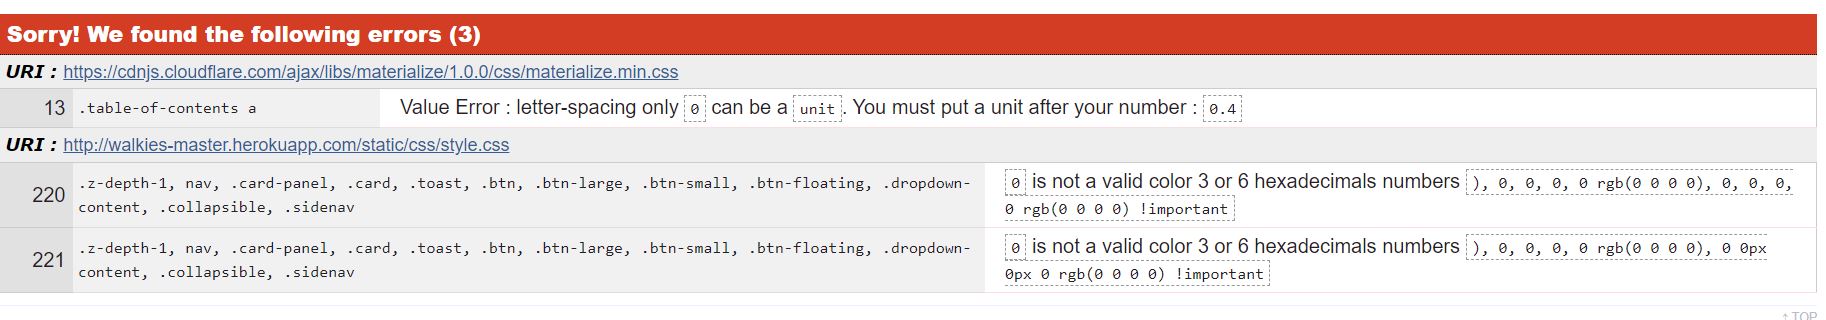 Sorry! We found the following errors (3)
URI : https://cdnjs.cloudflare.com/ajax/libs/materialize/1.0.0/css/materialize.min.css
13 .table-of-contents a Value Error : letter-spacing only 0 can be a unit. You must put a unit after your number : 0.4
URI : http://walkies-master.herokuapp.com/static/css/style.css
220 .z-depth-1, nav, .card-panel, .card, .toast, .btn, .btn-large, .btn-small, .btn-floating, .dropdown-
content, .collapsible, .sidenav
0 is not a valid color 3 or 6 hexadecimals numbers ), 0, 0, 0, 0 rgb(0 0 0 0), 0, 0, 0,
0 rgb(0 0 0 0) !important
221 .z-depth-1, nav, .card-panel, .card, .toast, .btn, .btn-large, .btn-small, .btn-floating, .dropdown-
content, .collapsible, .sidenav
0 is not a valid color 3 or 6 hexadecimals numbers ), 0, 0, 0, 0 rgb(0 0 0 0), 0 0px
0px 0 rgb(0 0 0 0) !important
↑ TOP